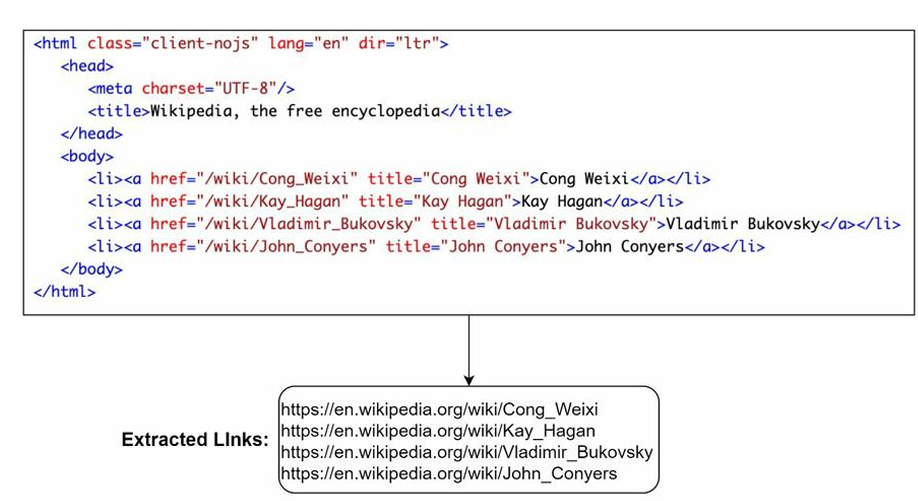 <html class="client-nojs" lang="en" dir="ltr">
<head>
<meta charset="UTF-8"/>
<title>Wikipedia, the free encyclopedia</title>
</head>
<body>
<li><a href="/wiki/Cong_Weixi" title="Cong Weixi">Cong Weixi</a></li>
<li><a href="/wiki/Kay_Hagan" title="Kay Hagan">Kay Hagan</a></li>
<li><a href="/wiki/Vladimir_Bukovsky" title="Vladimir Bukovsky">Vladimir Bukovsky</a></li>
<li><a href="/wiki/John_Conyers" title="John Conyers">John Conyers</a></li>
</body>
</html>
Extracted LInks:
https://en.wikipedia.org/wiki/Cong_Weixi
https://en.wikipedia.org/wiki/Kay_Hagan
https://en.wikipedia.org/wiki/Vladimir_Bukovsky
https://en.wikipedia.org/wiki/John_Conyers